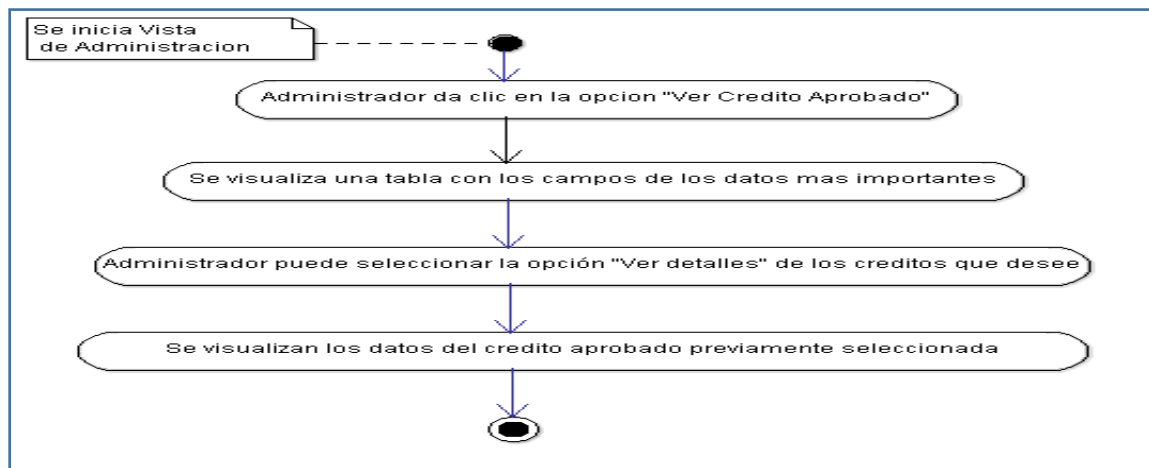 Se inicia Vista
de Administracion
Administrador da clic en la opcion "Ver Credito Aprobado"
Se visualiza una tabla con los campos de los datos mas importantes
Administrador puede seleccionar la opción "Ver detalles" de los creditos que desee
Se visualizan los datos del credito aprobado previamente seleccionada